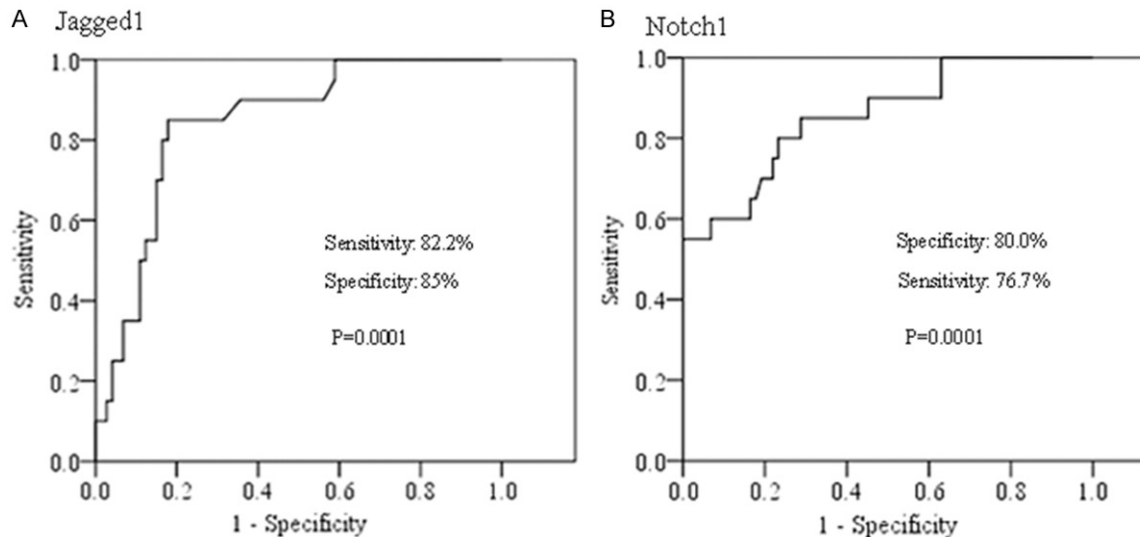 A Jagged1
1.0
0.8
0.6
0.4
0.2
0.0
Sensitivity
Sensitivity: 82.2%
Specificity: 85%
P=0.0001
0.0 0.2 0.4 0.6 0.8 1.0
1 - Specificity
B Notch1
1.0
0.8
0.6
0.4
0.2
0.0
Sensitivity
Specificity: 80.0%
Sensitivity: 76.7%
P=0.0001
0.0 0.2 0.4 0.6 0.8 1.0
1 - Specificity